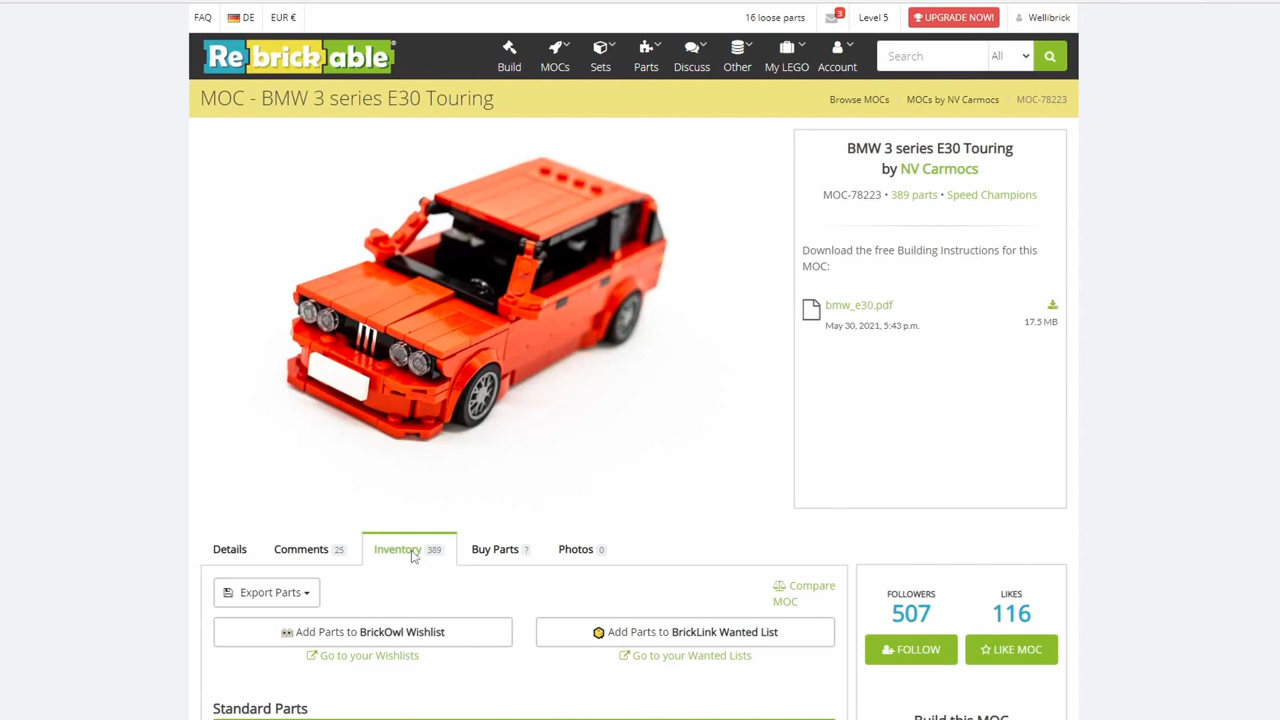 FAQ DE EUR € 16 loose parts 3 Level 5 UPGRADE NOW! Wellibrick
Rebrickable® Build MOCs Sets Parts Discuss Other My LEGO Account Search All
MOC - BMW 3 series E30 Touring Browse MOCs MOCs by NV Carmocs MOC-78223
BMW 3 series E30 Touring
by NV Carmocs
MOC-78223 • 389 parts • Speed Champions
Download the free Building Instructions for this
MOC:
bmw_e30.pdf
May 30, 2021, 5:43 p.m. 17.5 MB
Details Comments 25 Inventory 389 Buy Parts ? Photos 0
Export Parts Compare
MOC
Add Parts to BrickOwl Wishlist Add Parts to BrickLink Wanted List
Go to your Wishlists Go to your Wanted Lists
FOLLOWERS LIKES
507 116
FOLLOW LIKE MOC
Standard Parts
Build this MOC